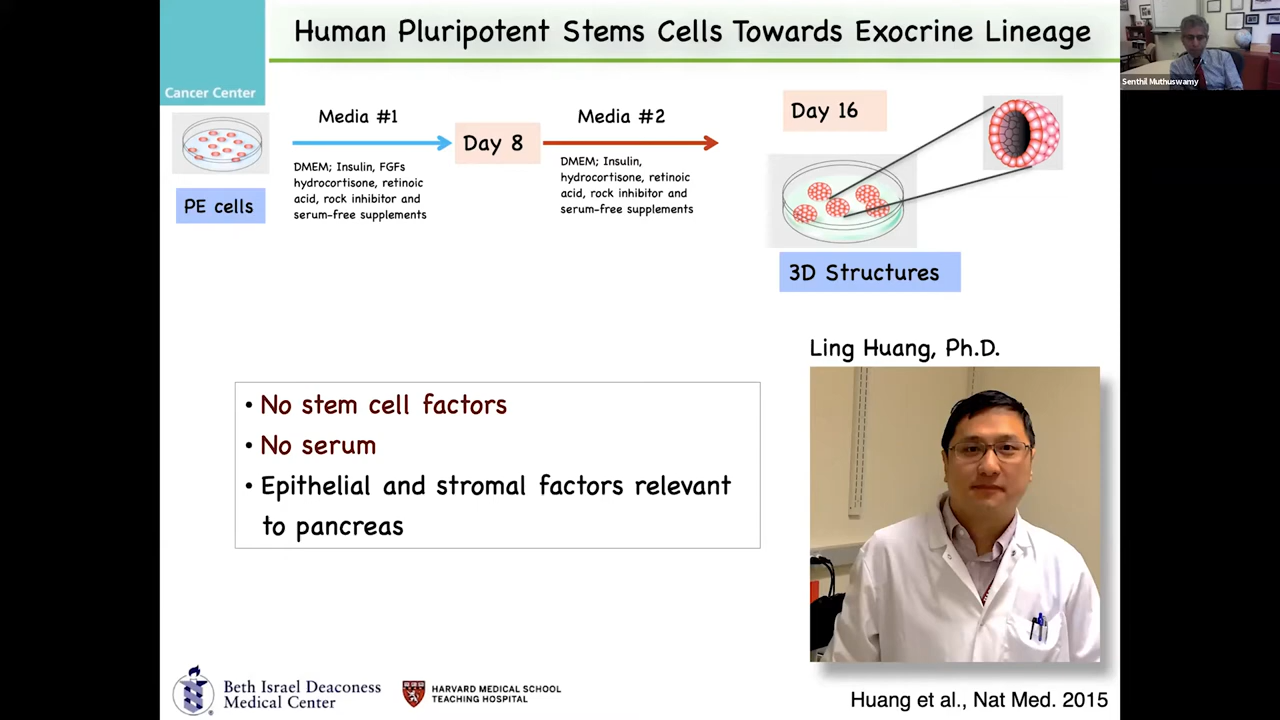 Human Pluripotent Stems Cells Towards Exocrine Lineage
Senthil Muthuswamy
Cancer Center
Media #1
Day 8
Media #2
Day 16
DMEM; Insulin, FGFs
hydrocortisone, retinoic
acid, rock inhibitor and
serum-free supplements
DMEM; Insulin,
hydrocortisone, retinoic
acid, rock inhibitor and
serum-free supplements
PE cells
3D Structures
Ling Huang, Ph.D.
• No stem cell factors
• No serum
• Epithelial and stromal factors relevant
to pancreas
Beth Israel Deaconess
Medical Center
HARVARD MEDICAL SCHOOL
TEACHING HOSPITAL
Huang et al., Nat Med. 2015